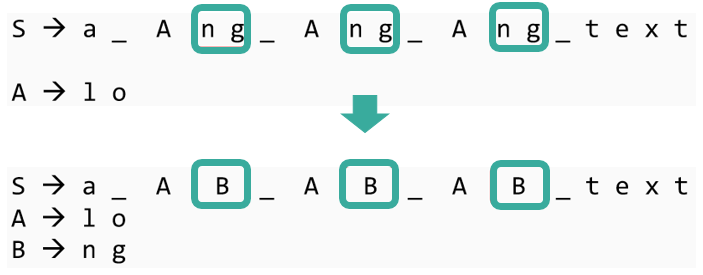 S → a _ A n g _ A n g _ A n g _ t e x t
A → l o
S → a _ A B _ A B _ A B _ t e x t
A → l o
B → n g